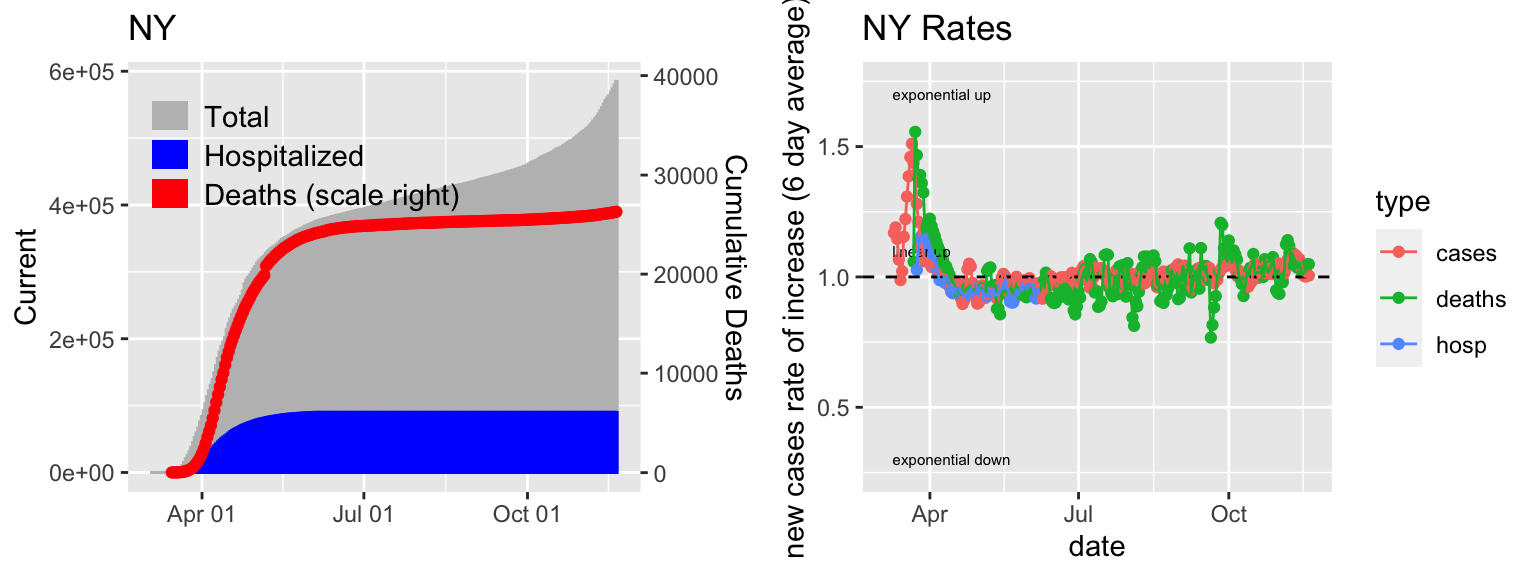 NY
6e+05
4e+05
2e+05
0e+00
Current
Total
Hospitalized
Deaths (scale right)
40000
30000
20000
10000
0
Cumulative Deaths
Apr 01
Jul 01
Oct 01
NY Rates
new cases rate of increase (6 day average)
1.5
1.0
0.5
exponential up
linear up
exponential down
Apr
Jul
Oct
date
type
cases
deaths
hosp